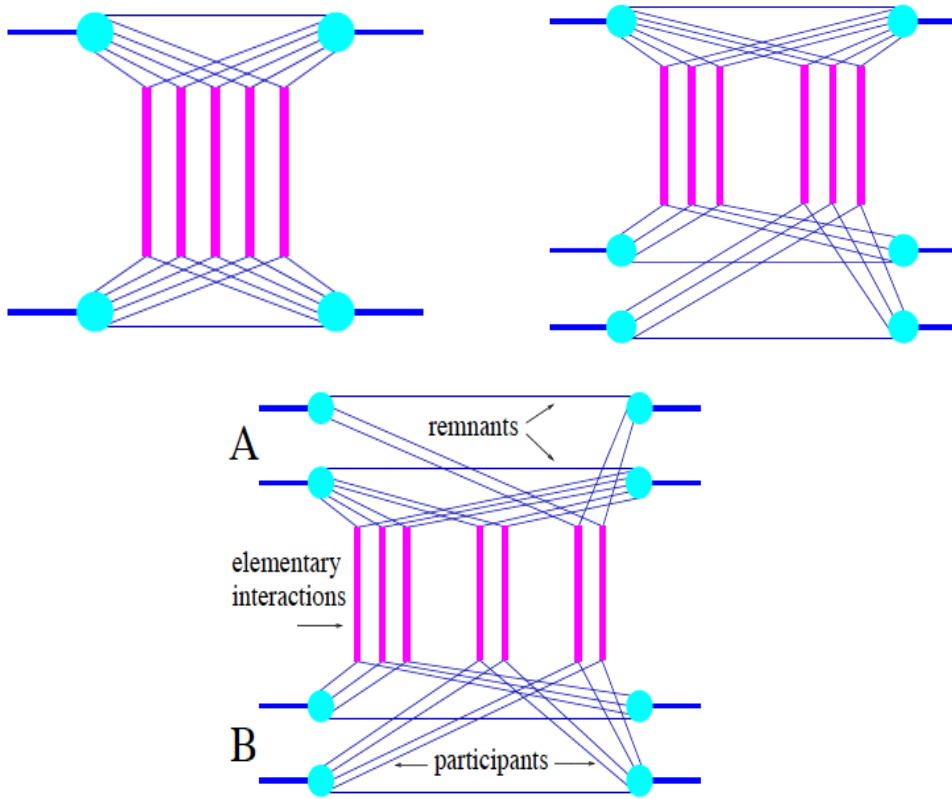 A
remnants
elementary
interactions
B
participants